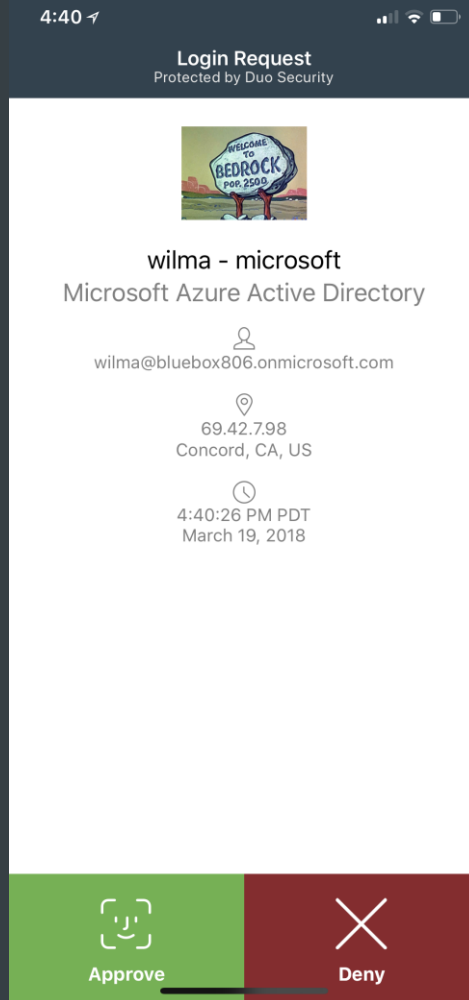 4:40
Login Request
Protected by Duo Security
WELCOME
TO
BEDROCK
POP. 2500
wilma - microsoft
Microsoft Azure Active Directory
wilma@bluebox806.onmicrosoft.com
69.42.7.98
Concord, CA, US
4:40:26 PM PDT
March 19, 2018
Approve
Deny